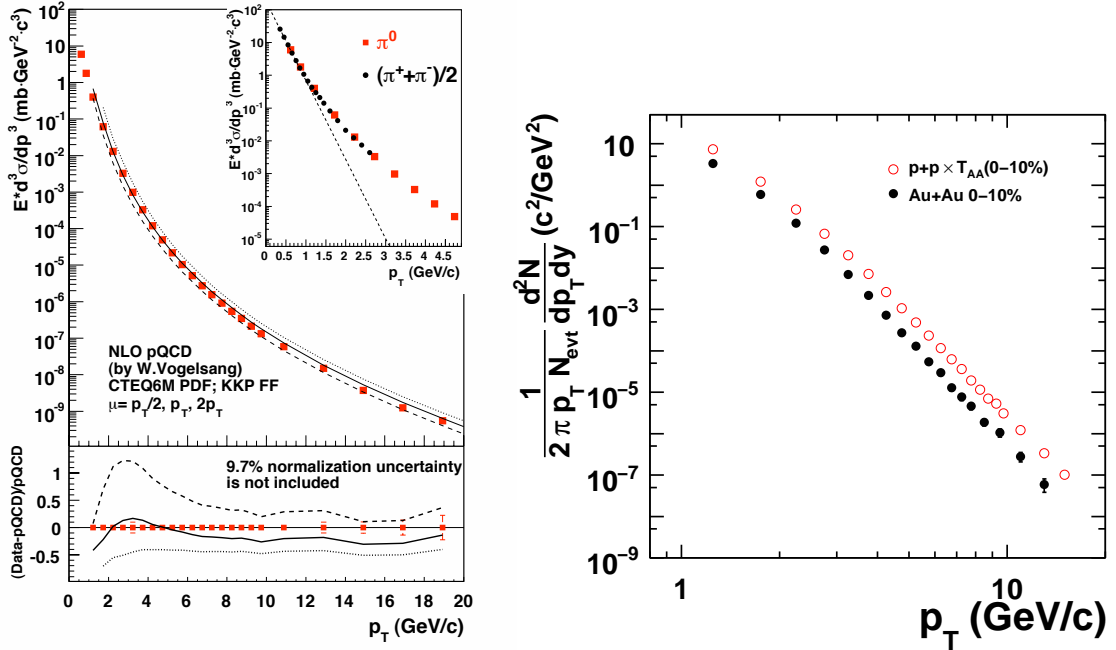 E*d³σ/dp³ (mb·GeV⁻²·c³)
10²
10
1
10⁻¹
10⁻²
10⁻³
10⁻⁴
10⁻⁵
10⁻⁶
10⁻⁷
10⁻⁸
10⁻⁹
NLO pQCD
(by W.Vogelsang)
CTEQ6M PDF; KKP FF
μ= p_T/2, p_T, 2p_T
E*d³σ/dp³ (mb·GeV⁻²·c³)
10²
10
1
10⁻¹
10⁻²
10⁻³
10⁻⁴
10⁻⁵
π⁰
(π⁺+π⁻)/2
0 0.5 1.0 1.5 2.0 2.5 3.0 3.5 4.0 4.5
p_T (GeV/c)
(Data-pQCD)/pQCD
1
0.5
0
-0.5
9.7% normalization uncertainty
is not included
0 2 4 6 8 10 12 14 16 18 20
p_T (GeV/c)
1/(2 π p_T N_evt) d²N/(dp_T dy) (c²/GeV²)
10
10⁻¹
10⁻³
10⁻⁵
10⁻⁷
10⁻⁹
p+p × T_AA(0–10%)
Au+Au 0–10%
1 10
p_T (GeV/c)